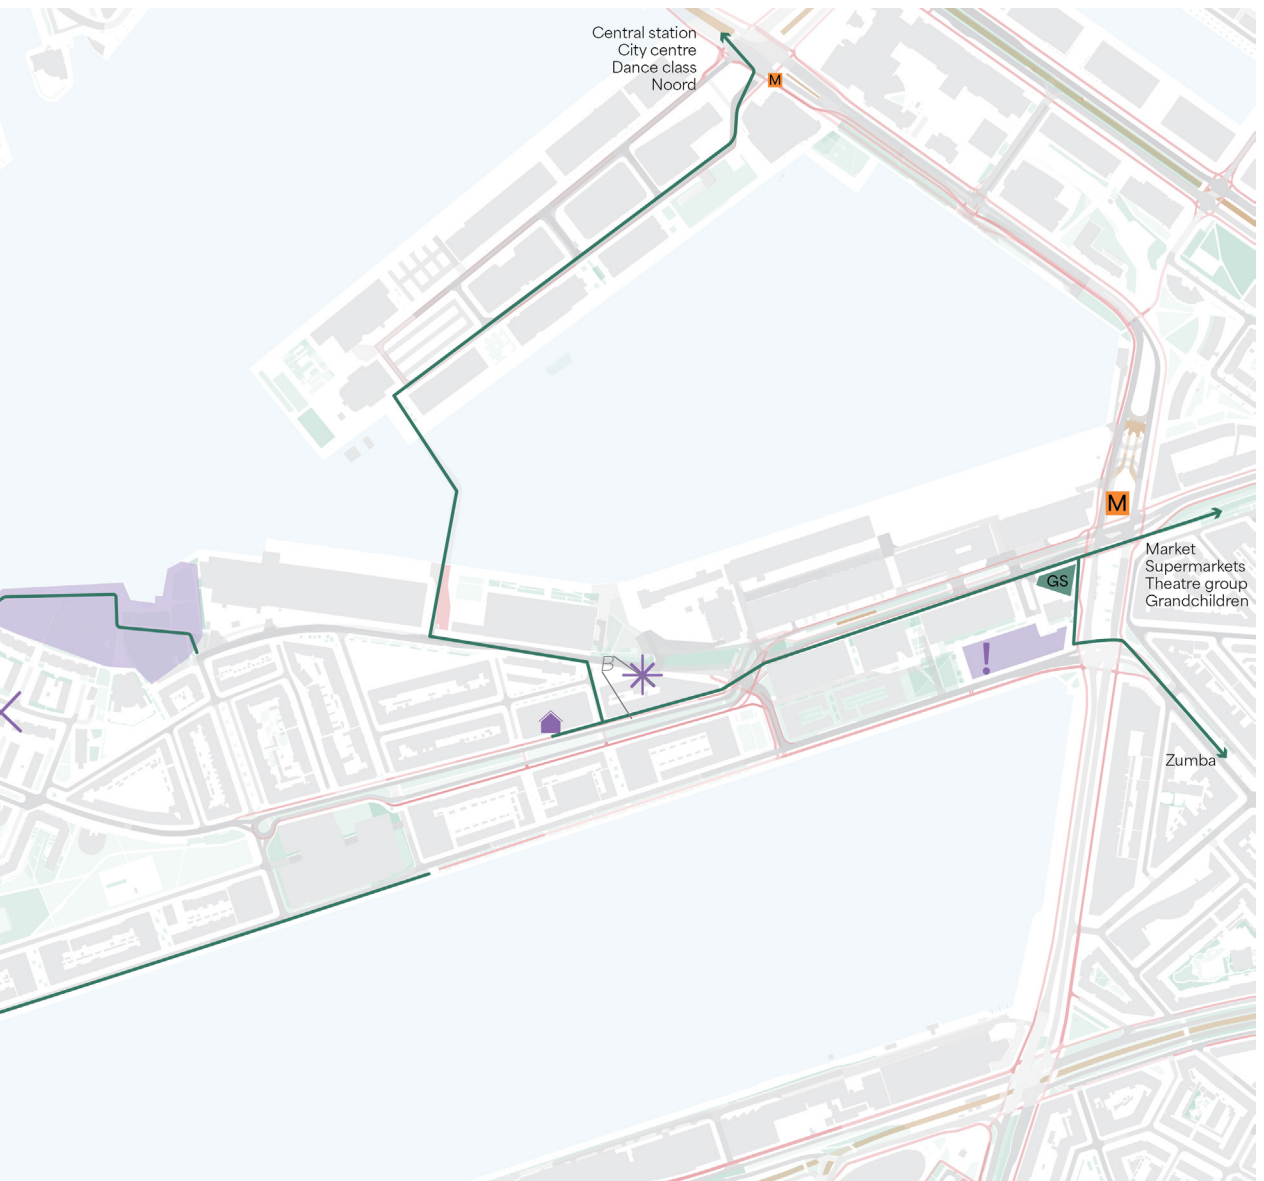 Central station
City centre
Dance class
Noord
M
M
Market
Supermarkets
Theatre group
Grandchildren
GS
!
B
Zumba